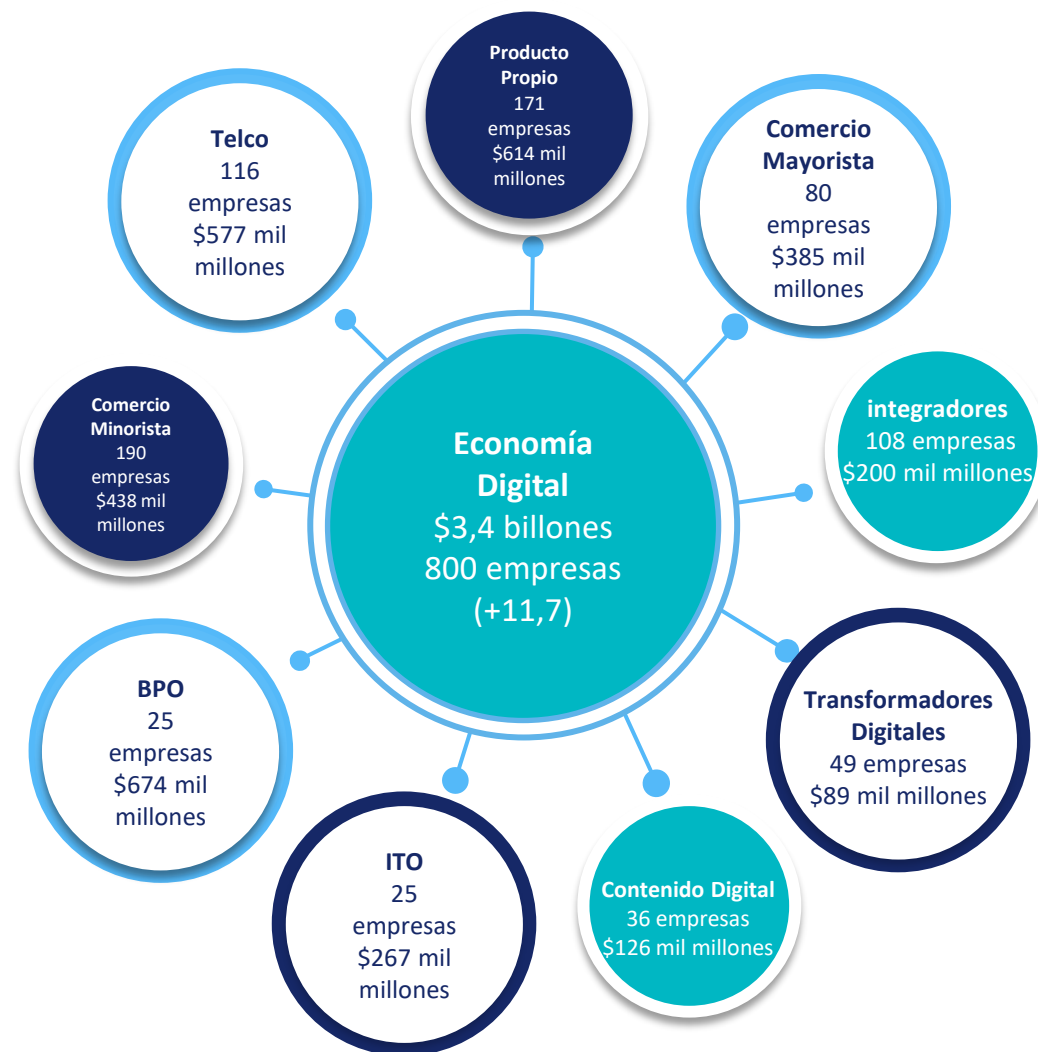 Producto
Propio
171
empresas
$614 mil
millones
Telco
116
empresas
$577 mil
millones
Comercio
Mayorista
80
empresas
$385 mil
millones
Comercio
Minorista
190
empresas
$438 mil
millones
Economía
Digital
$3,4 billones
800 empresas
(+11,7)
integradores
108 empresas
$200 mil millones
BPO
25
empresas
$674 mil
millones
Transformadores
Digitales
49 empresas
$89 mil millones
ITO
25
empresas
$267 mil
millones
Contenido Digital
36 empresas
$126 mil millones